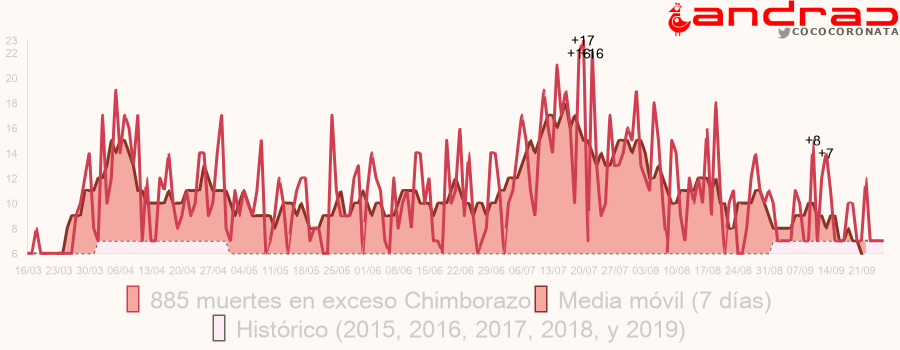 andrac
COCOCORONATA
23
22
20
18
16
14
12
10
8
6
+17
+16 +16
+8
+7
16/03 23/03 30/03 06/04 13/04 20/04 27/04 04/05 11/05 18/05 25/05 01/06 08/06 15/06 22/06 29/06 06/07 13/07 20/07 27/07 03/08 10/08 17/08 24/08 31/08 07/09 14/09 21/09
885 muertes en exceso Chimborazo Media móvil (7 días)
Histórico (2015, 2016, 2017, 2018, y 2019)